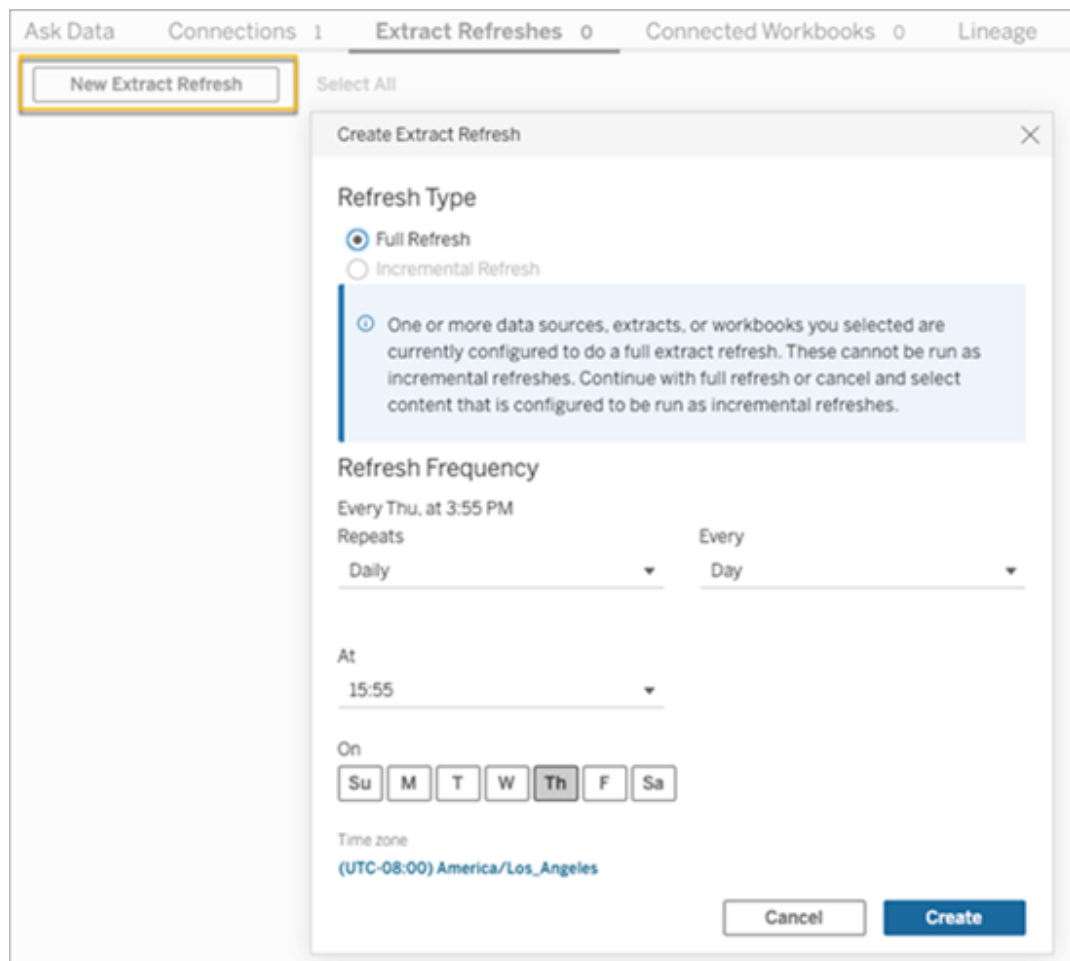 Ask Data Connections 1 Extract Refreshes 0 Connected Workbooks 0 Lineage
New Extract Refresh Select All
Create Extract Refresh
Refresh Type
Full Refresh
Incremental Refresh
One or more data sources, extracts, or workbooks you selected are
currently configured to do a full extract refresh. These cannot be run as
incremental refreshes. Continue with full refresh or cancel and select
content that is configured to be run as incremental refreshes.
Refresh Frequency
Every Thu, at 3:55 PM
Repeats Every
Daily Day
At
15:55
On
Su M T W Th F Sa
Time zone
(UTC-08:00) America/Los_Angeles
Cancel Create